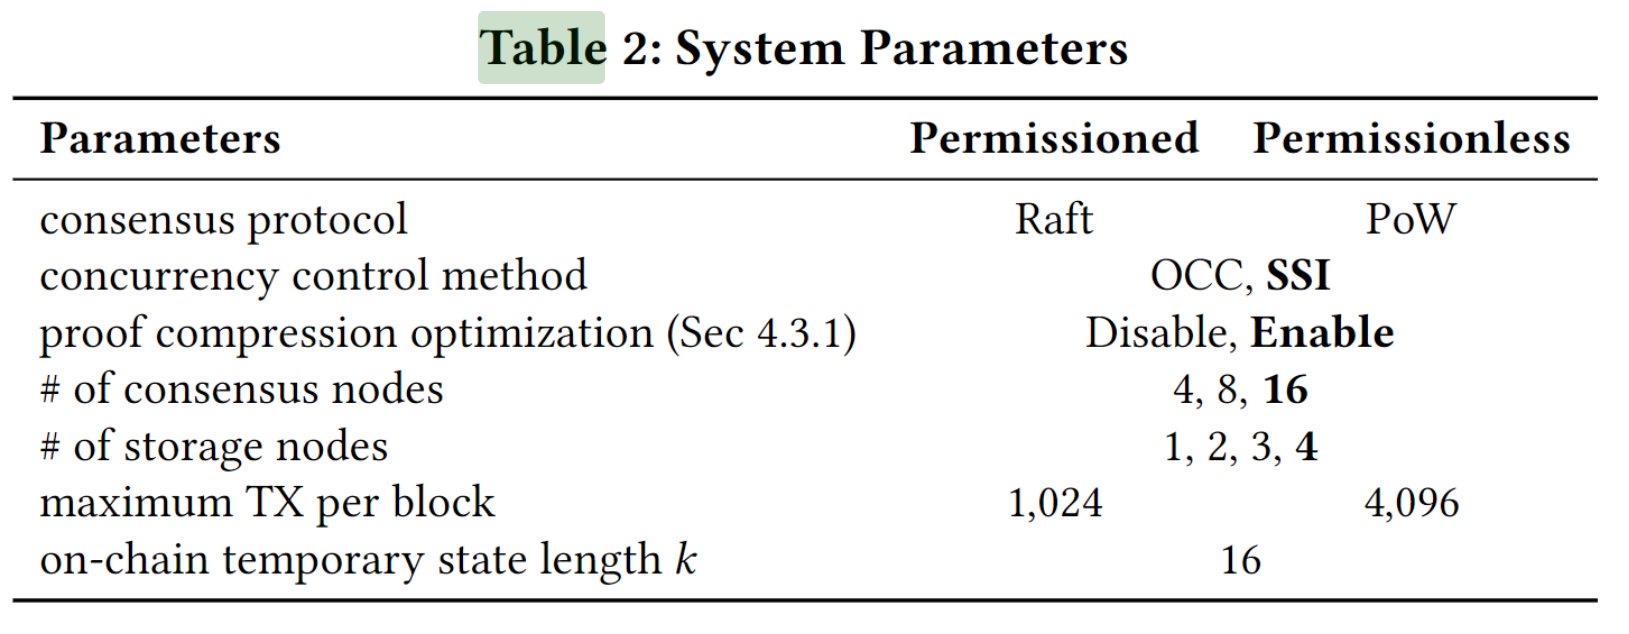 Table 2: System Parameters
Parameters Permissioned Permissionless
consensus protocol Raft PoW
concurrency control method OCC, SSI
proof compression optimization (Sec 4.3.1) Disable, Enable
# of consensus nodes 4, 8, 16
# of storage nodes 1, 2, 3, 4
maximum TX per block 1,024 4,096
on-chain temporary state length k 16